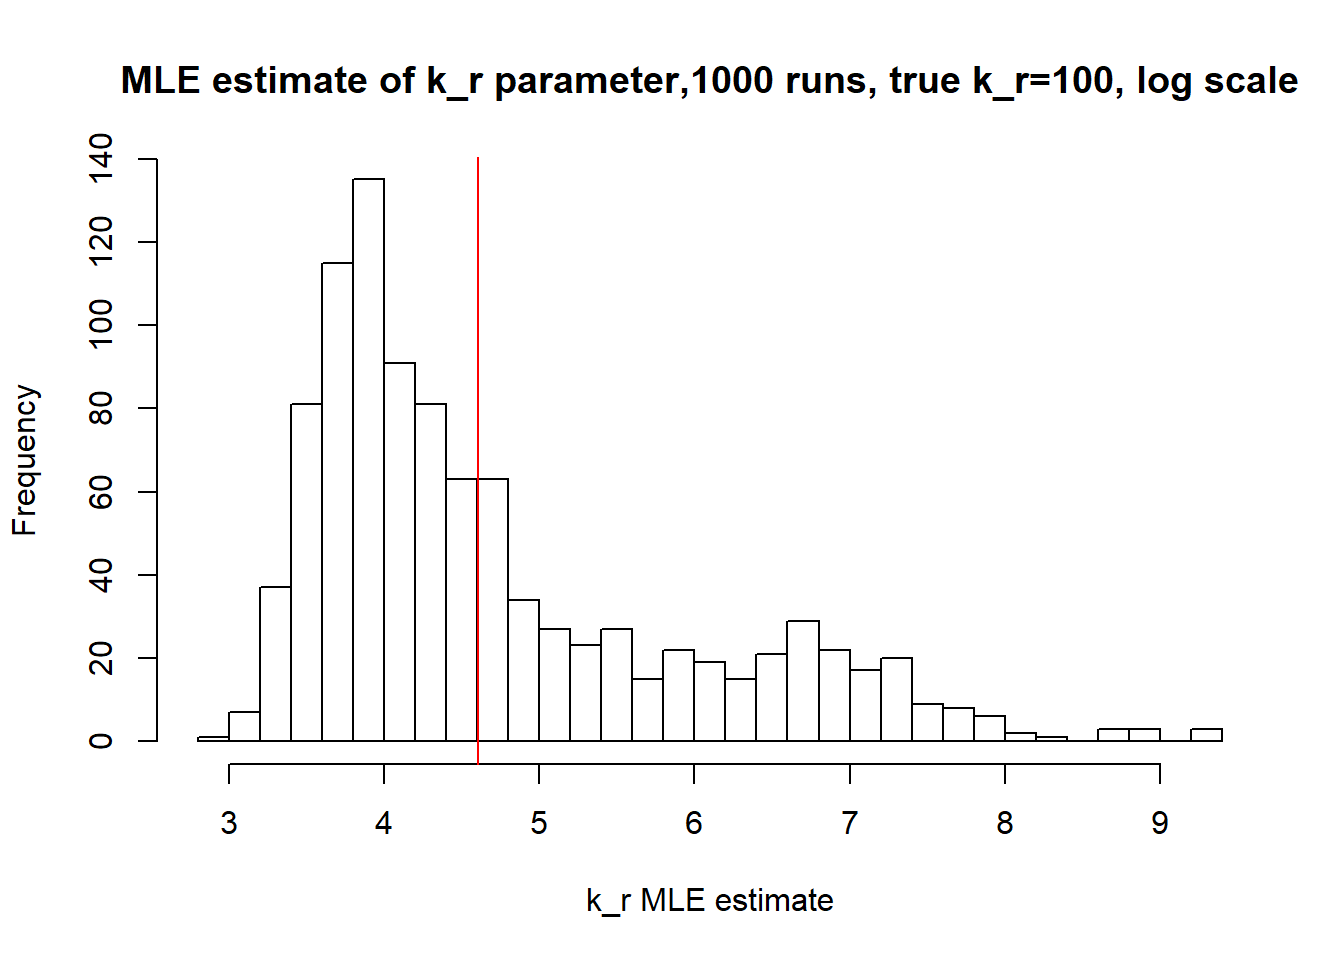 MLE estimate of k_r parameter,1000 runs, true k_r=100, log scale
Frequency
140
120
100
80
60
40
20
0
3 4 5 6 7 8 9
k_r MLE estimate